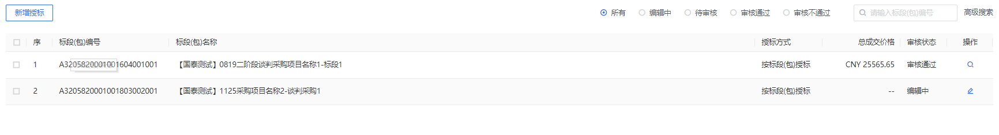 新增授标 所有 编辑中 待审核 审核通过 审核不通过 请输入标段(包)编号 高级搜索
序 标段(包)编号 标段(包)名称 授标方式 总成交价格 审核状态 操作
1 A3205820001001604001001 【国泰测试】0819二阶段谈判采购项目名称1-标段1 按标段(包)授标 CNY 25565.65 审核通过
2 A3205820001001803002001 【国泰测试】1125采购项目名称2-谈判采购1 按标段(包)授标 -- 编辑中